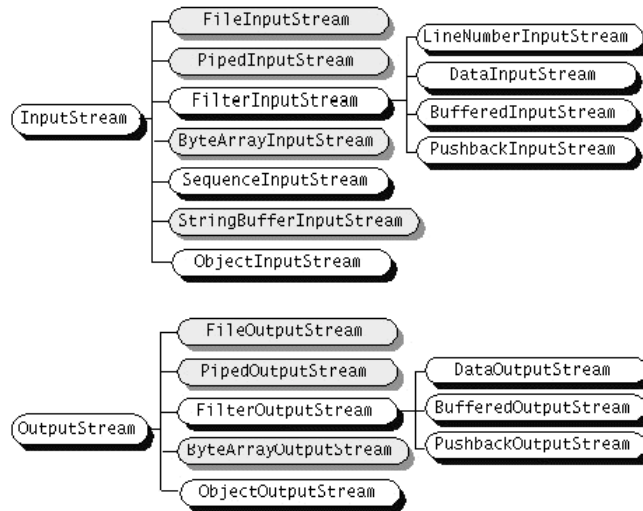 FileInputStream
LineNumberInputStream
PipedInputStream
DataInputStream
FilterInputStream
BufferedInputStream
InputStream
ByteArrayInputStream
PushbackInputStream
SequenceInputStream
StringBufferInputStream
ObjectInputStream
FileOutputStream
PipedOutputStream
DataOutputStream
FilterOutputStream
BufferedOutputStream
OutputStream
ByteArrayOutputStream
PushbackOutputStream
ObjectOutputStream